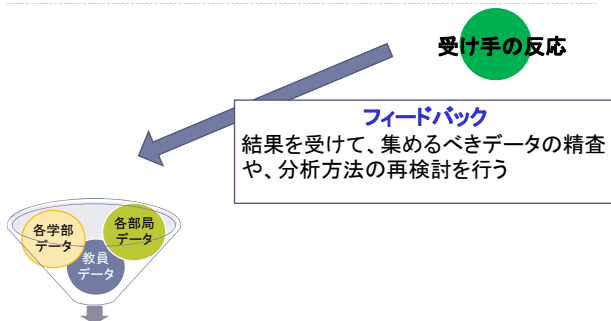 受け手の反応
フィードバック
結果を受けて、集めるべきデータの精査
や、分析方法の再検討を行う
各学部
データ
各部局
データ
教員
データ